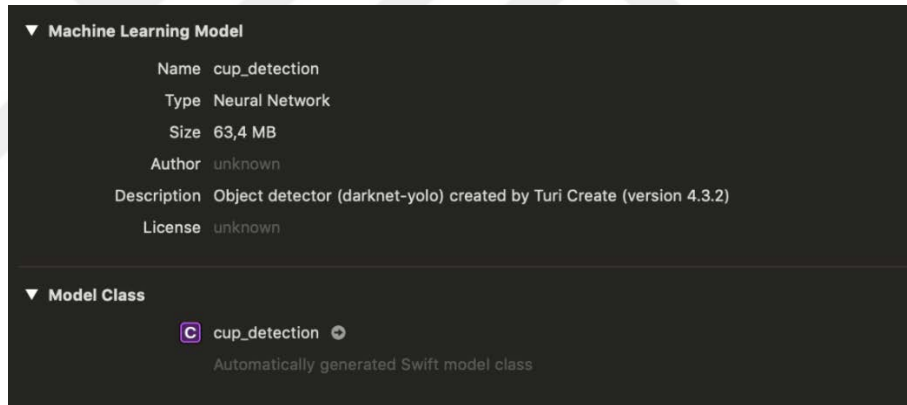 ▼ Machine Learning Model
Name cup_detection
Type Neural Network
Size 63,4 MB
Author unknown
Description Object detector (darknet-yolo) created by Turi Create (version 4.3.2)
License unknown
▼ Model Class
C cup_detection
Automatically generated Swift model class